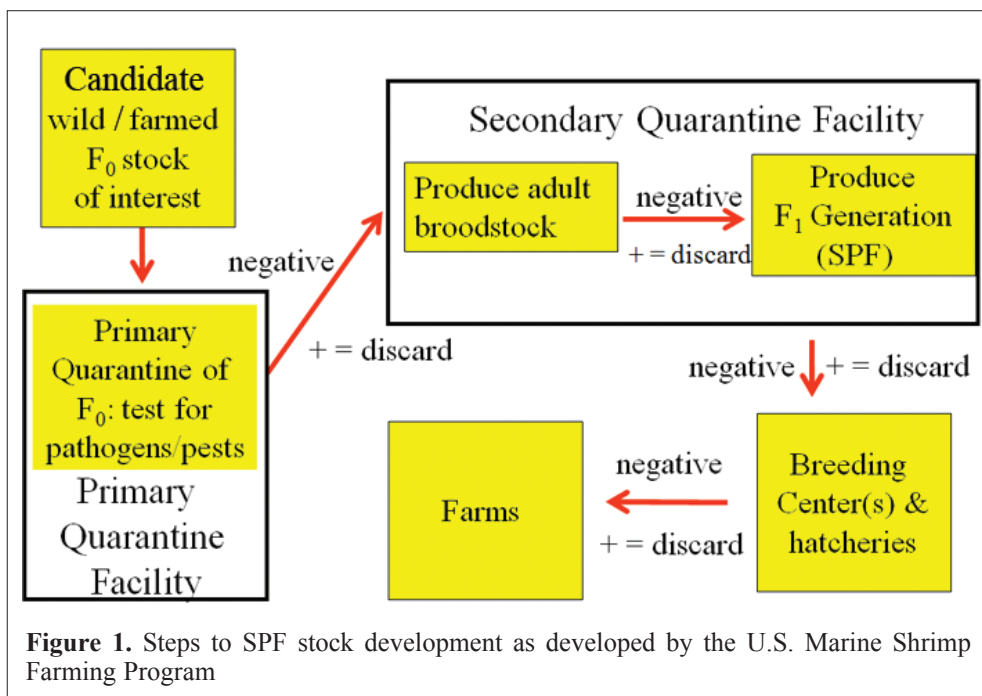 Candidate
wild / farmed
F₀ stock
of interest
negative
+ = discard
Primary
Quarantine of
F₀: test for
pathogens/pests
Primary
Quarantine
Facility
Secondary Quarantine Facility
Produce adult
broodstock
negative
+ = discard
Produce
F₁ Generation
(SPF)
negative
+ = discard
Breeding
Center(s) &
hatcheries
negative
+ = discard
Farms
Figure 1. Steps to SPF stock development as developed by the U.S. Marine Shrimp
Farming Program